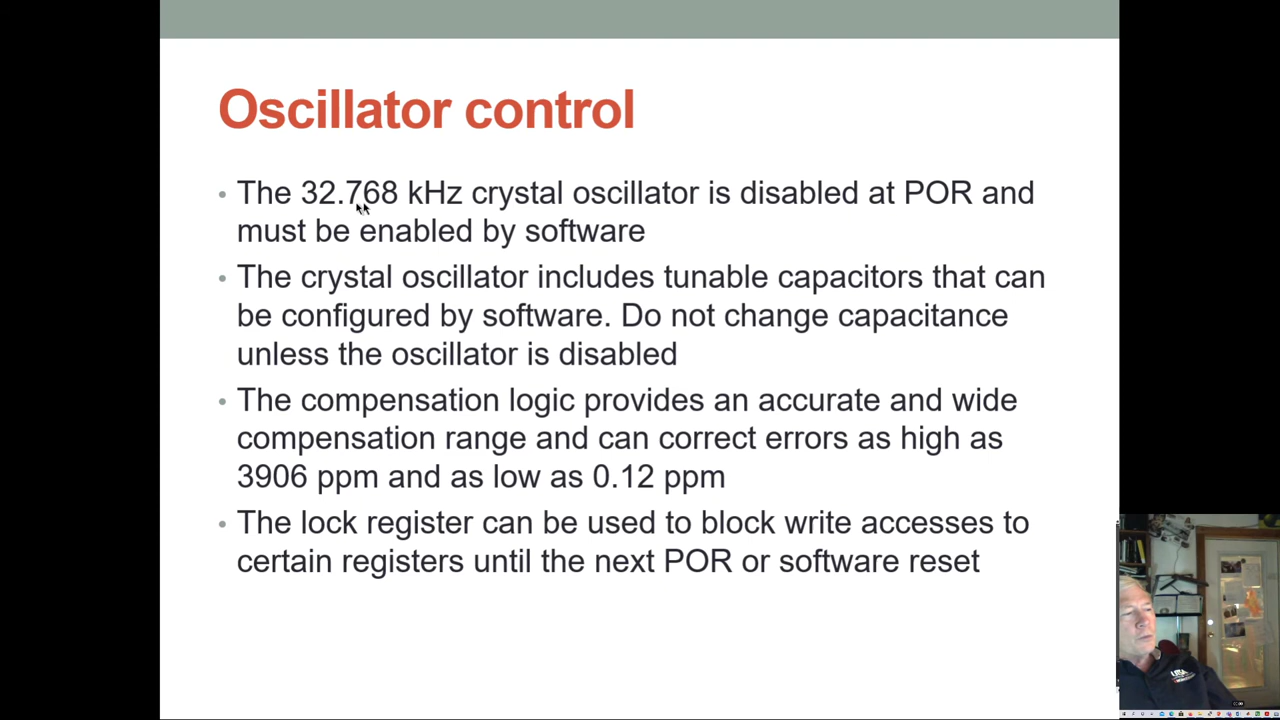 Oscillator control
• The 32.768 kHz crystal oscillator is disabled at POR and
must be enabled by software
• The crystal oscillator includes tunable capacitors that can
be configured by software. Do not change capacitance
unless the oscillator is disabled
• The compensation logic provides an accurate and wide
compensation range and can correct errors as high as
3906 ppm and as low as 0.12 ppm
• The lock register can be used to block write accesses to
certain registers until the next POR or software reset